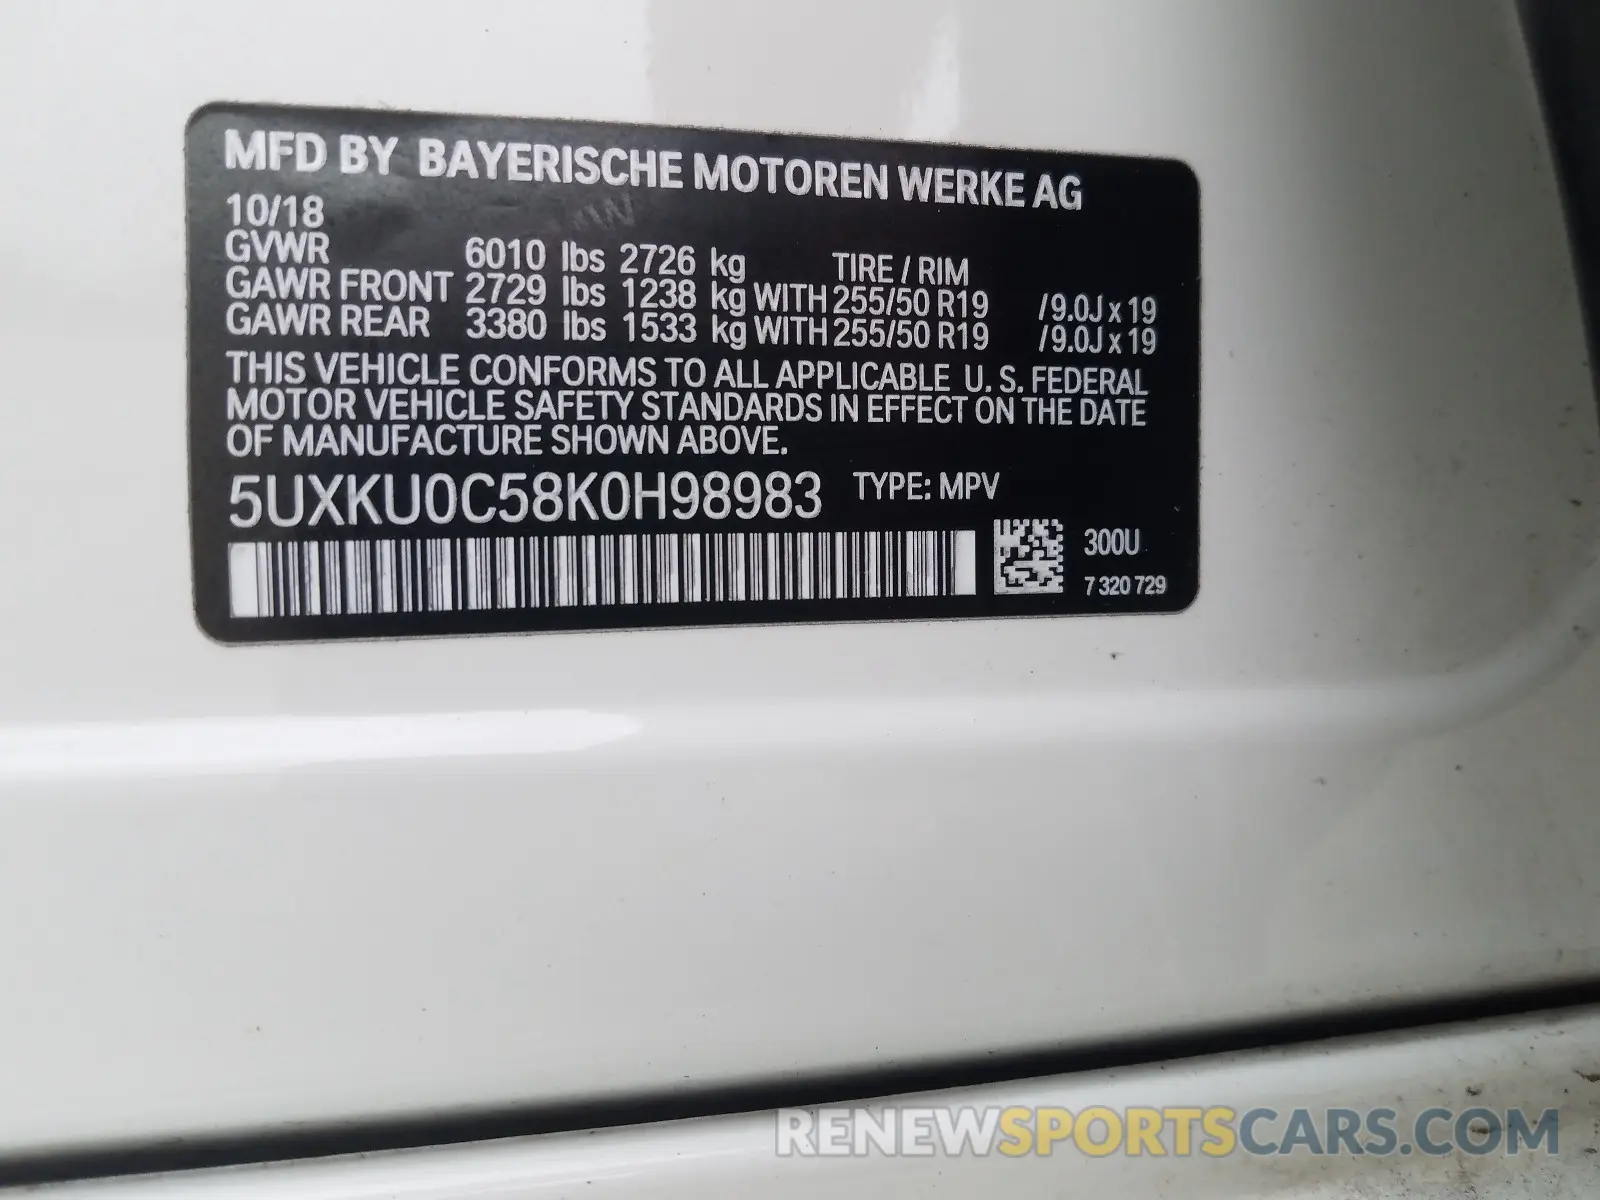 MFD BY BAYERISCHE MOTOREN WERKE AG
10/18
GVWR 6010 lbs 2726 kg TIRE / RIM
GAWR FRONT 2729 lbs 1238 kg WITH 255/50 R19 /9.0J x 19
GAWR REAR 3380 lbs 1533 kg WITH 255/50 R19 /9.0J x 19
THIS VEHICLE CONFORMS TO ALL APPLICABLE U. S. FEDERAL
MOTOR VEHICLE SAFETY STANDARDS IN EFFECT ON THE DATE
OF MANUFACTURE SHOWN ABOVE.
5UXKU0C58K0H98983 TYPE: MPV
300U
7 320 729
RENEWSPORTSCARS.COM